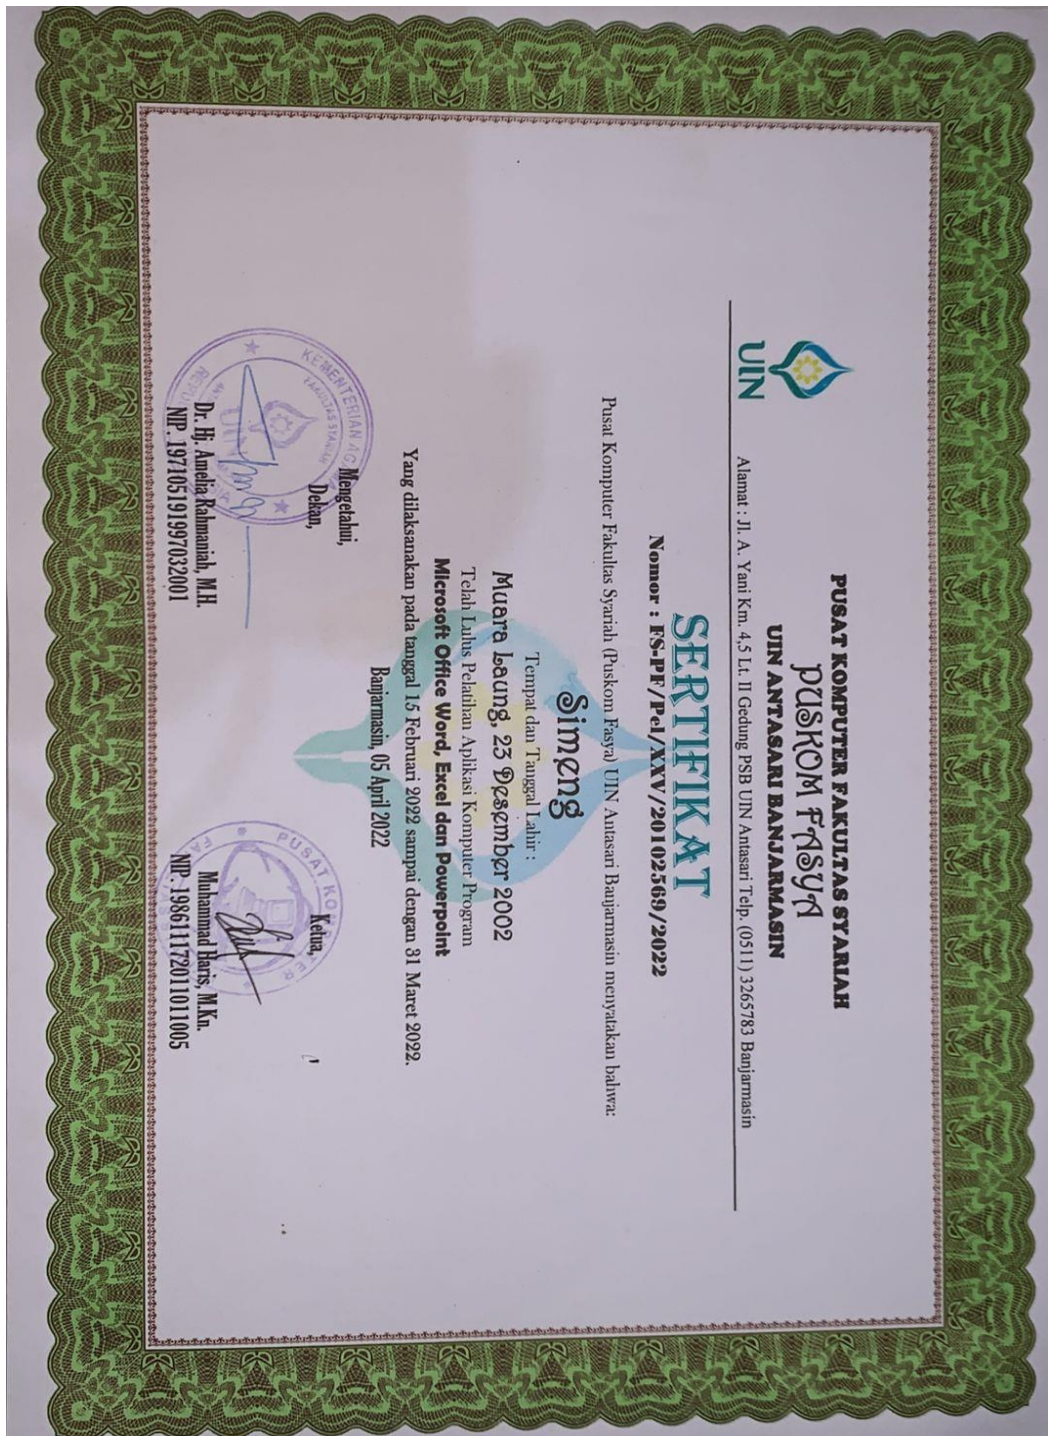 UIN
PUSAT KOMPUTER FAKULTAS SYARIAH
PUSKOM FASYA
UIN ANTASARI BANJARMASIN
Alamat : Jl. A. Yani Km. 4,5 Lt. II Gedung PSB UIN Antasari Telp. (0511) 3265783 Banjarmasin
SERTIFIKAT
Nomor : FS-PF/Pel/XXV/20102569/2022
Pusat Komputer Fakultas Syariah (Puskom Fasya) UIN Antasari Banjarmasin menyatakan bahwa:
Simeng
Tempat dan Tanggal Lahir :
Muara Laung, 23 Desember 2002
Telah Lulus Pelatihan Aplikasi Komputer Program
Microsoft Office Word, Excel dan Powerpoint
Yang dilaksanakan pada tanggal 15 Februari 2022 sampai dengan 31 Maret 2022.
Banjarmasin, 05 April 2022
Mengetahui,
Dekan,
KEMENTERIAN AGAMA
FAKULTAS SYARIAH
UIN
Dr. Hj. Amelia Rahmaniah, M.H.
NIP. 197105191997032001
Ketua,
PUSAT KOMPUTER
Muhammad Haris, M.Kn.
NIP. 198611172011011005